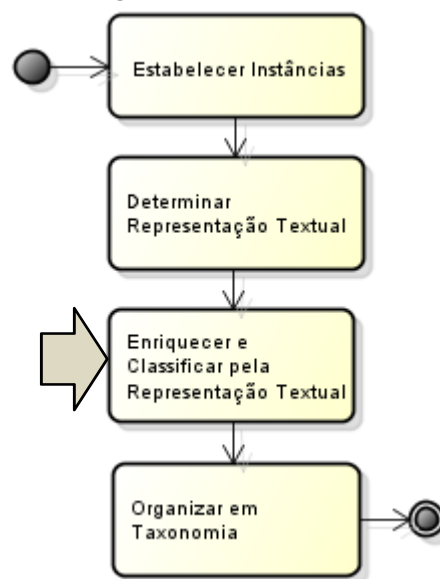 Estabelecer Instâncias
Determinar
Representação Textual
Enriquecer e
Classificar pela
Representação Textual
Organizar em
Taxonomia